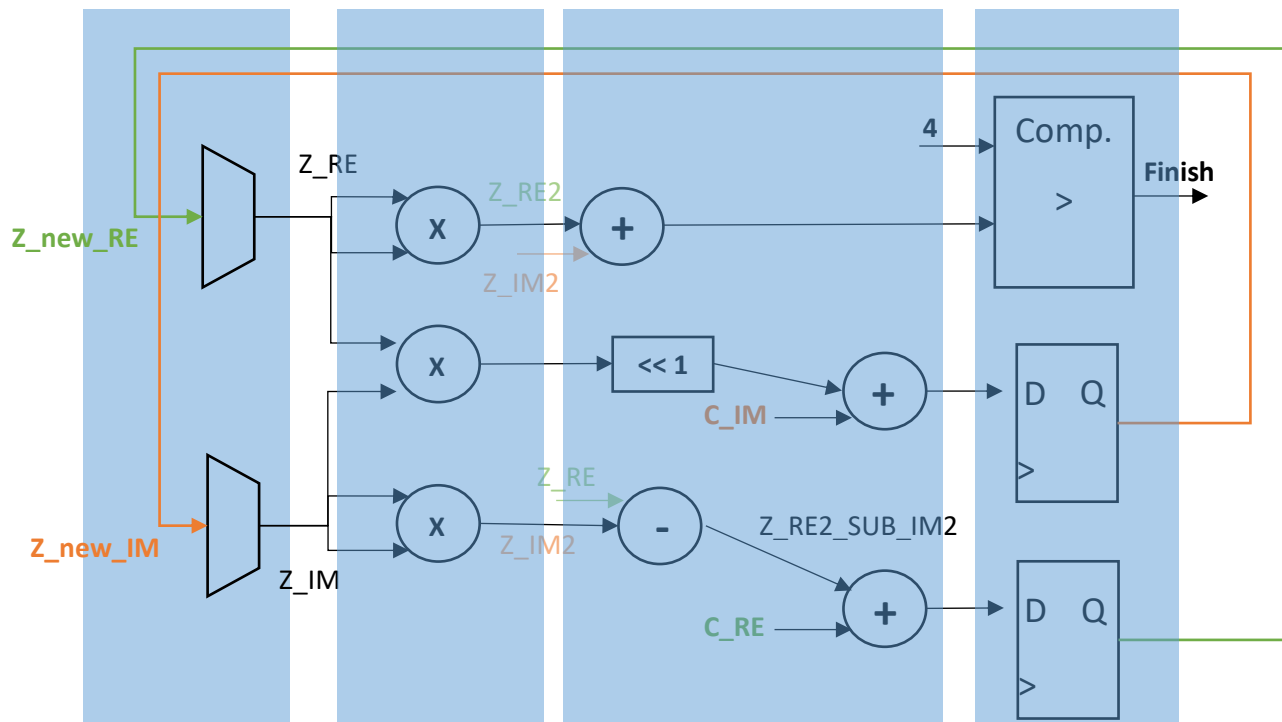 4
Comp.
>
Finish
Z_RE
x
Z_RE2
+
Z_IM2
Z_new_RE
x
<< 1
+
C_IM
D Q
>
Z_RE
x
Z_IM2
-
Z_RE2_SUB_IM2
Z_new_IM
Z_IM
C_RE
+
D Q
>